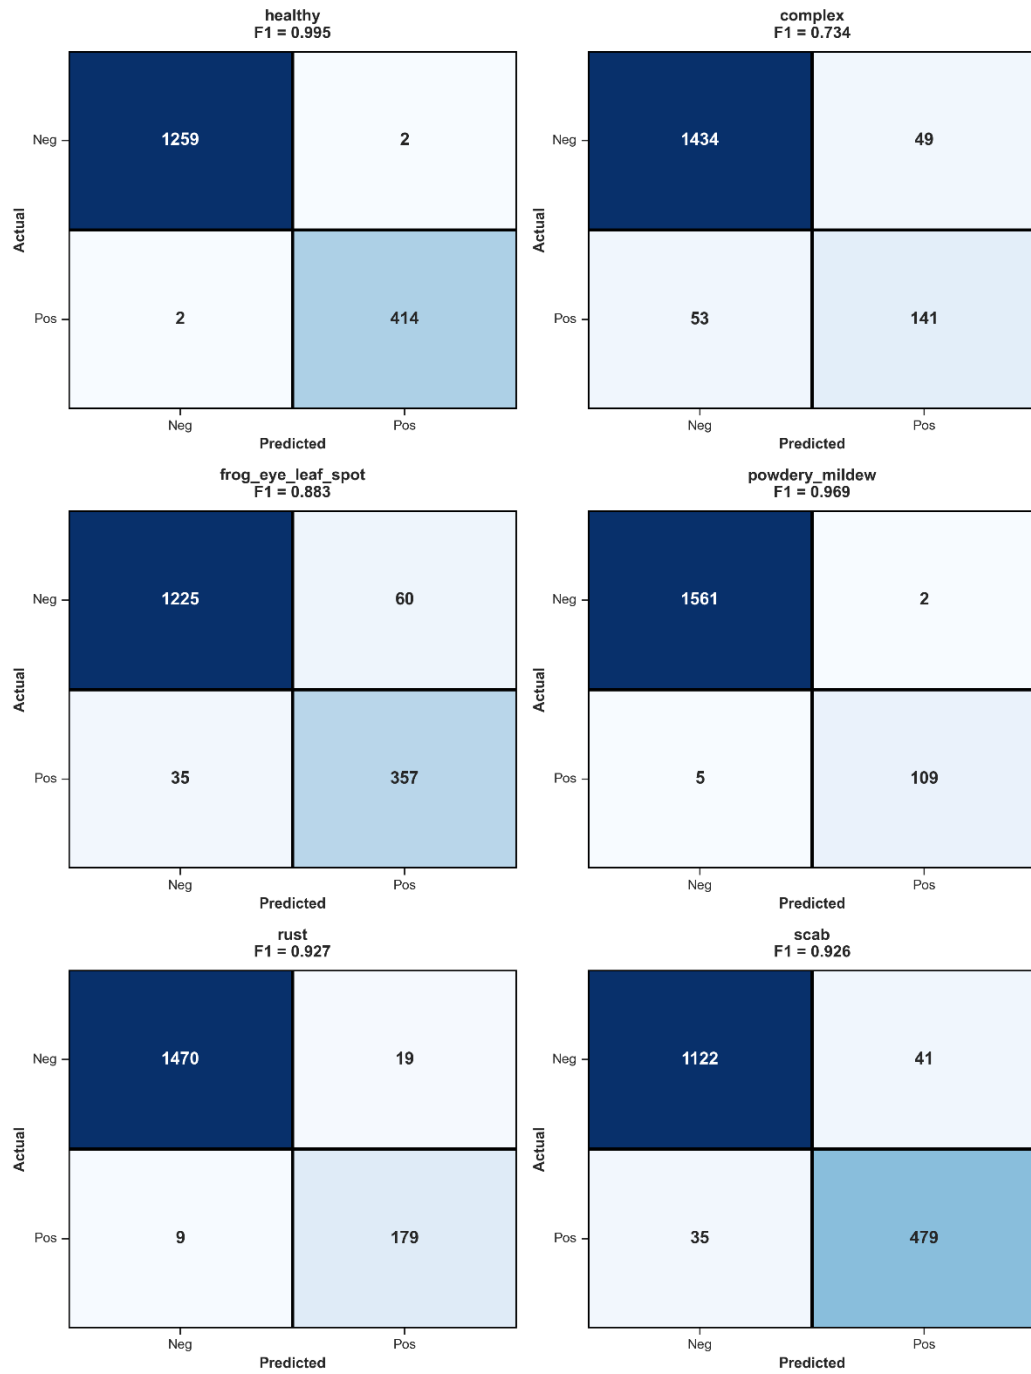 healthy
F1 = 0.995
Neg
1259
2
Actual
Pos
2
414
Neg
Pos
Predicted
complex
F1 = 0.734
Neg
1434
49
Actual
Pos
53
141
Neg
Pos
Predicted
frog_eye_leaf_spot
F1 = 0.883
Neg
1225
60
Actual
Pos
35
357
Neg
Pos
Predicted
powdery_mildew
F1 = 0.969
Neg
1561
2
Actual
Pos
5
109
Neg
Pos
Predicted
rust
F1 = 0.927
Neg
1470
19
Actual
Pos
9
179
Neg
Pos
Predicted
scab
F1 = 0.926
Neg
1122
41
Actual
Pos
35
479
Neg
Pos
Predicted